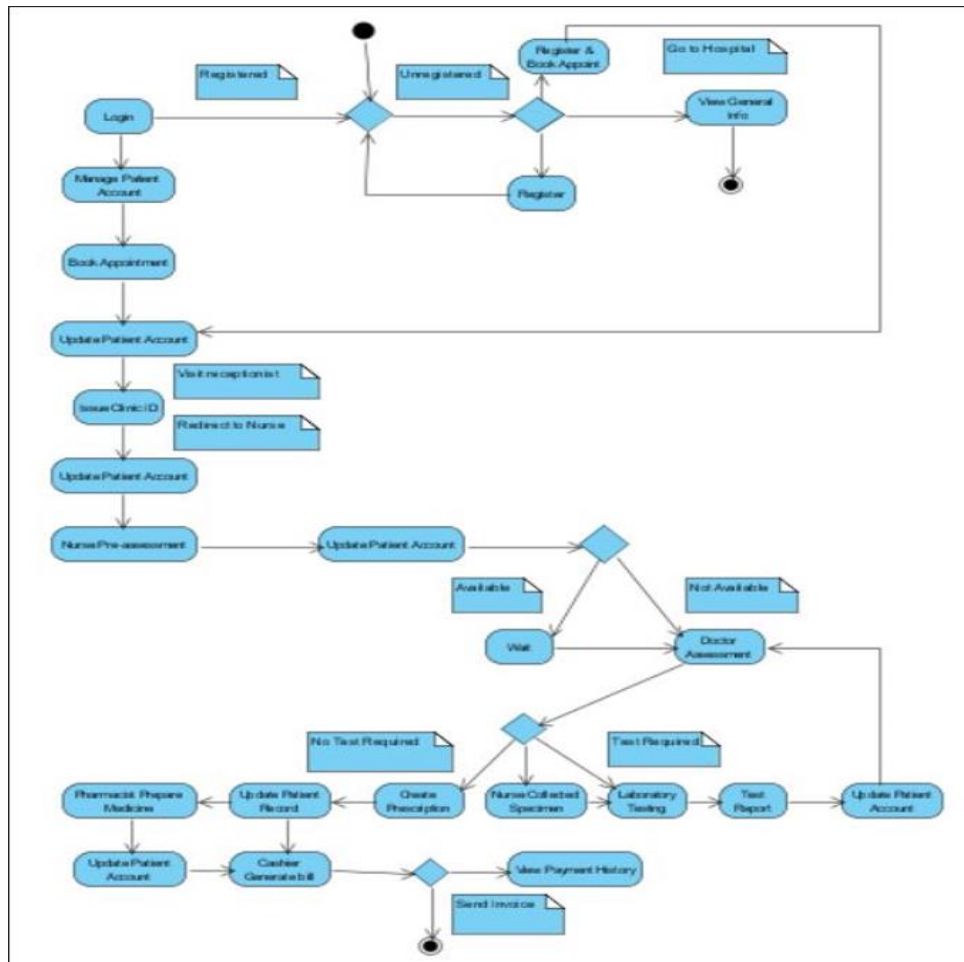 Register &
Book Appoint
Go to Hospital
Registered
Unregistered
View General
Info
Login
Manage Patient
Account
Register
Book Appointment
Update Patient Account
Visit receptionist
Issue Clinic ID
Redirect to Nurse
Update Patient Account
Nurse Pre-assessment
Update Patient Account
Available
Not Available
Wait
Doctor
Assessment
No Test Required
Test Required
Pharmacist Prepare
Medicine
Update Patient
Record
Create
Prescription
Nurse Collected
Specimen
Laboratory
Testing
Test
Report
Update Patient
Account
Update Patient
Account
Cashier
Generate bill
View Payment History
Send Invoice